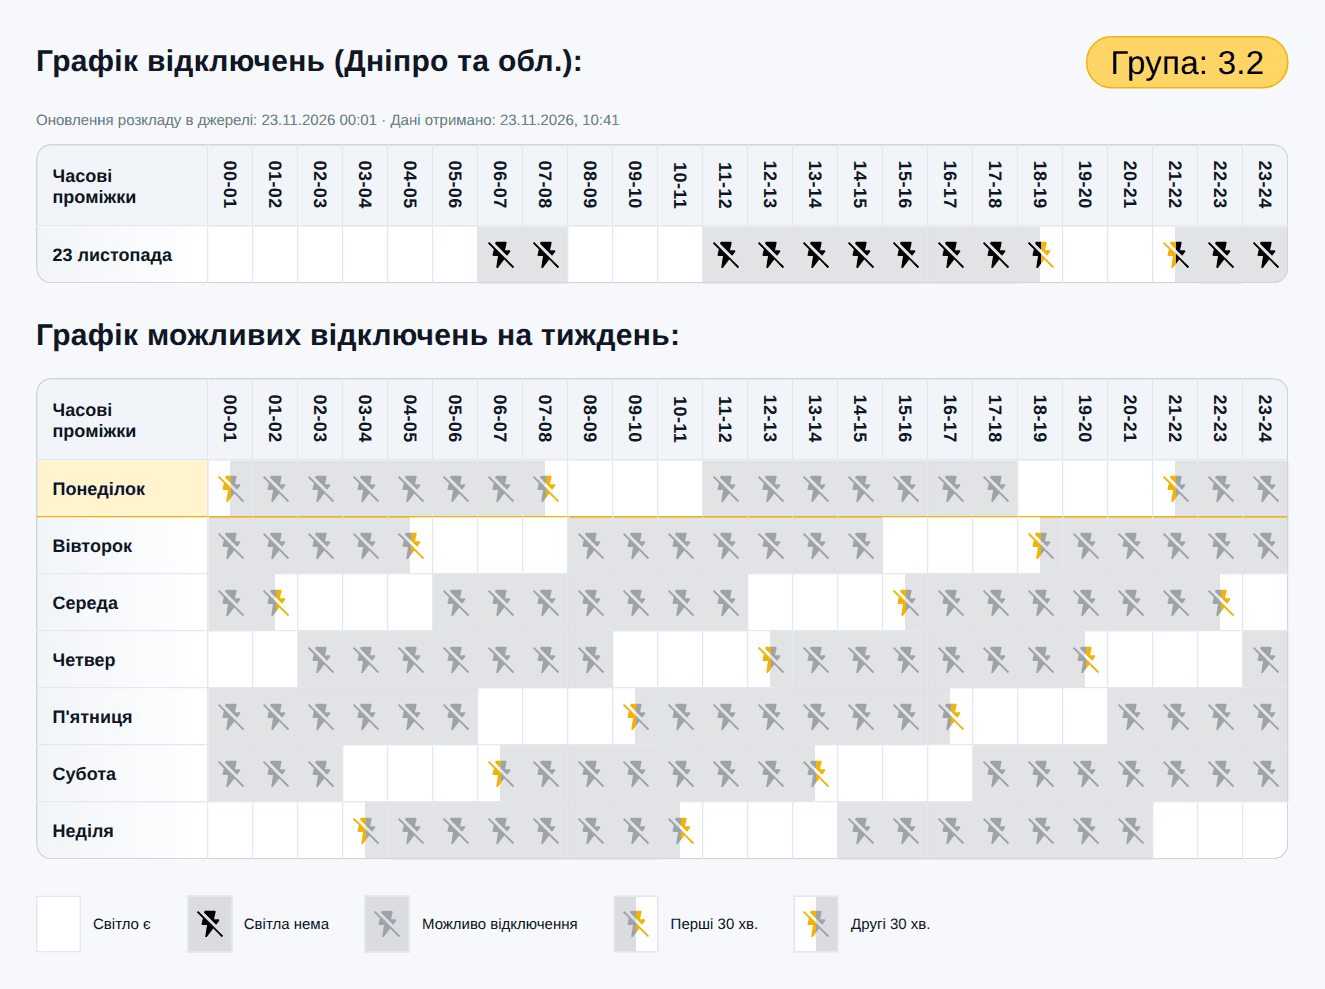 Графік відключень (Дніпро та обл.):
Група: 3.2
Оновлення розкладу в джерелі: 23.11.2026 00:01 · Дані отримано: 23.11.2026, 10:41
Часові проміжки 00-01 01-02 02-03 03-04 04-05 05-06 06-07 07-08 08-09 09-10 10-11 11-12 12-13 13-14 14-15 15-16 16-17 17-18 18-19 19-20 20-21 21-22 22-23 23-24
23 листопада
Графік можливих відключень на тиждень:
Часові проміжки 00-01 01-02 02-03 03-04 04-05 05-06 06-07 07-08 08-09 09-10 10-11 11-12 12-13 13-14 14-15 15-16 16-17 17-18 18-19 19-20 20-21 21-22 22-23 23-24
Понеділок
Вівторок
Середа
Четвер
П'ятниця
Субота
Неділя
Світло є Світла нема Можливо відключення Перші 30 хв. Другі 30 хв.